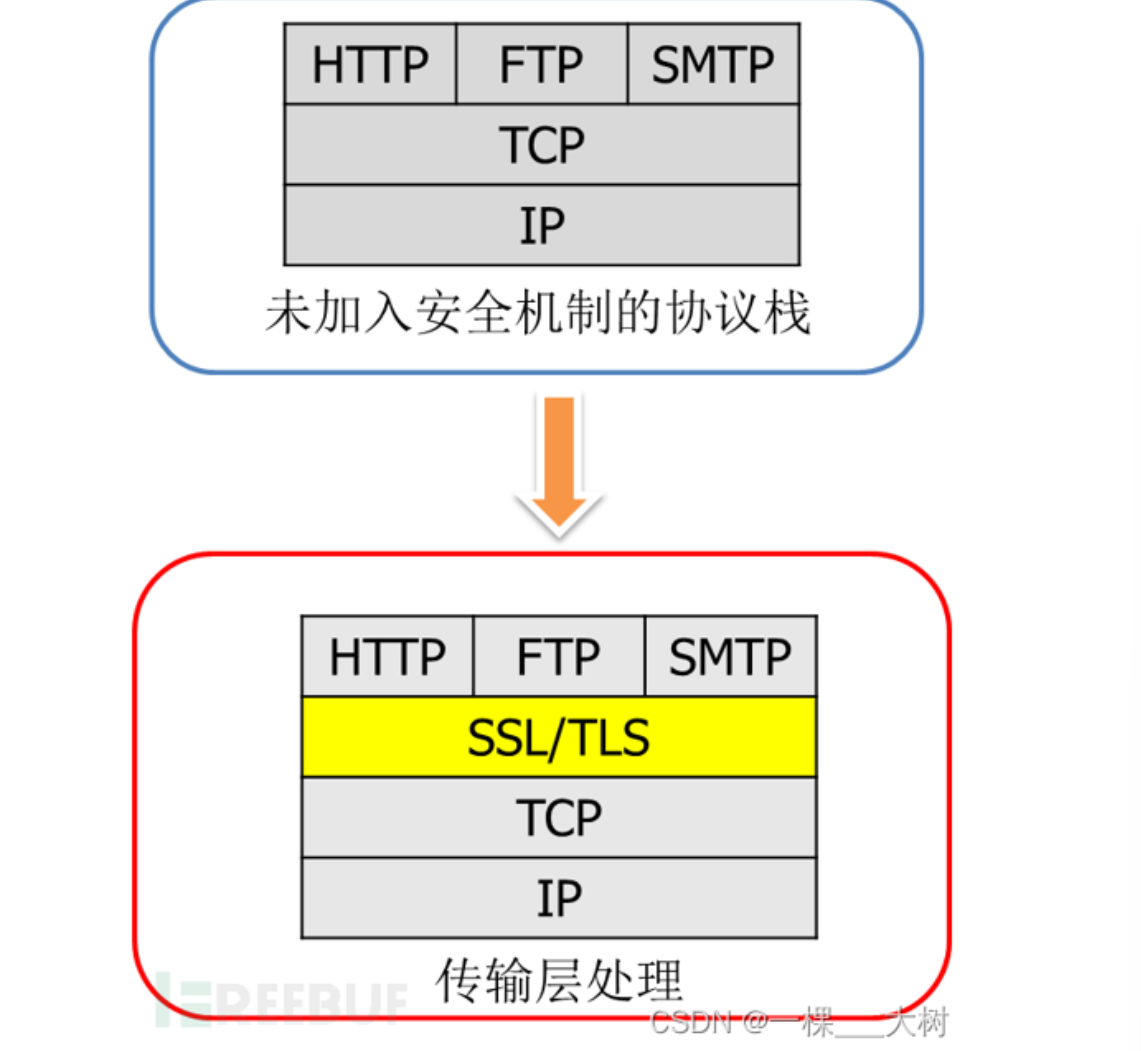 HTTP FTP SMTP
TCP
IP
未加入安全机制的协议栈
HTTP FTP SMTP
SSL/TLS
TCP
IP
传输层处理
REEBUF
CSDN @一棵___大树